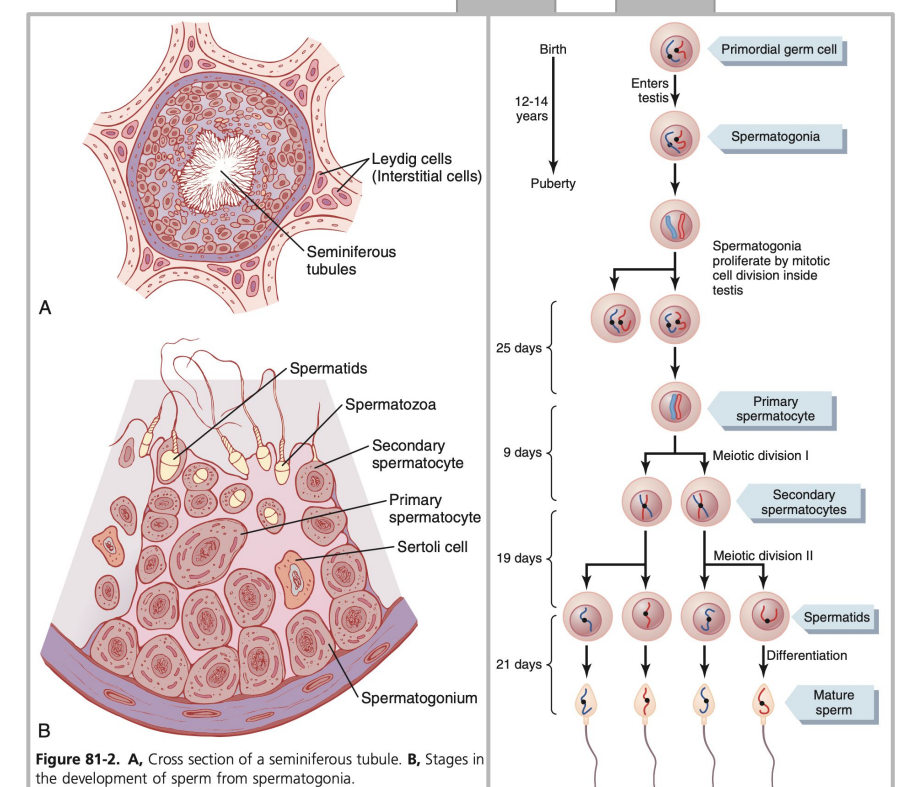 Leydig cells
(Interstitial cells)
Seminiferous
tubules
A
Spermatids
Spermatozoa
Secondary
spermatocyte
Primary
spermatocyte
Sertoli cell
Spermatogonium
B
Figure 81-2. A, Cross section of a seminiferous tubule. B, Stages in
the development of sperm from spermatogonia.
Birth
12-14
years
Puberty
Primordial germ cell
Enters
testis
Spermatogonia
Spermatogonia
proliferate by mitotic
cell division inside
testis
25 days
Primary
spermatocyte
9 days
Meiotic division I
Secondary
spermatocytes
19 days
Meiotic division II
Spermatids
21 days
Differentiation
Mature
sperm